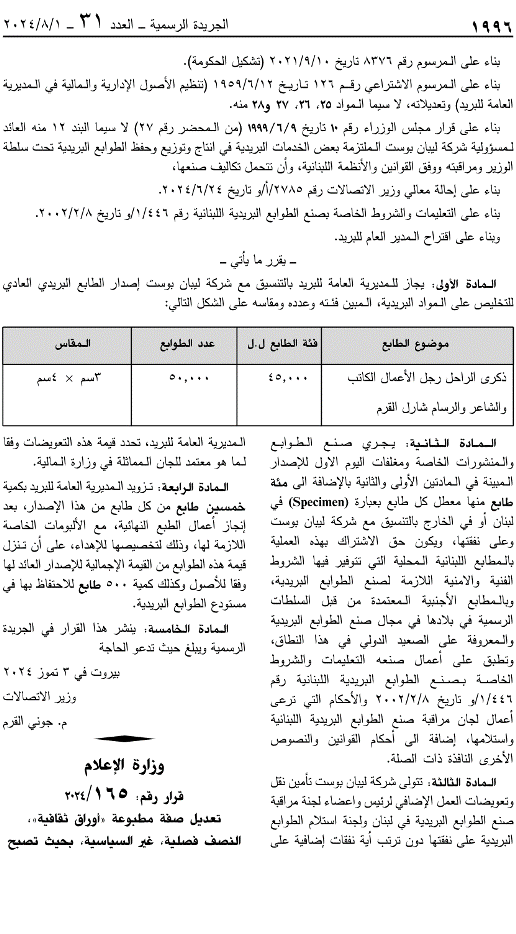 ١٩٩٦
الجريدة الرسمية ــ العدد ٣١ ــ ٢٠٢٤/٨/١
بناء على المرسوم رقم ٨٣٧٦ تاريخ ٢٠٢١/٩/١٠ (تشكيل الحكومة).
بناء على المرسوم الاشتراعي رقم ١٢٦ تاريخ ١٩٥٩/٦/١٢ (تنظيم الأصول الإدارية والمالية في المديرية
العامة للبريد) وتعديلاته، لا سيما المواد ٢٥، ٢٦، ٢٧ و٢٨ منه.
بناء على قرار مجلس الوزراء رقم ١٠ تاريخ ١٩٩٩/٦/٩ (من المحضر رقم ٢٧) لا سيما البند ١٢ منه العائد
لمسؤولية شركة ليبان بوست الملتزمة بعض الخدمات البريدية في انتاج وتوزيع وحفظ الطوابع البريدية تحت سلطة
الوزير ومراقبته ووفق القوانين والأنظمة اللبنانية، وأن تتحمل تكاليف صنعها،
بناء على إحالة معالي وزير الاتصالات رقم ٢٧٨٥/أ/و تاريخ ٢٠٢٤/٦/٢٤.
بناء على التعليمات والشروط الخاصة بصنع الطوابع البريدية اللبنانية رقم ١/٤٤٦/و تاريخ ٢٠٠٢/٢/٨.
وبناء على اقتراح المدير العام للبريد.
ــ يقرر ما يأتي ــ
المادة الأولى: يجاز للمديرية العامة للبريد بالتنسيق مع شركة ليبان بوست إصدار الطابع البريدي العادي
للتخليص على المواد البريدية، المبين فئته وعدده ومقاسه على الشكل التالي:
موضوع الطابع
فئة الطابع ل.ل
عدد الطوابع
المقاس
ذكرى الراحل رجل الأعمال الكاتب
والشاعر والرسام شارل القرم
٤٥,٠٠٠
٥٠,٠٠٠
٣سم × ٤سم
المادة الثانية: يجري صنع الطوابع
والمنشورات الخاصة ومغلفات اليوم الاول للإصدار
المبينة في المادتين الأولى والثانية بالإضافة الى مئة
طابع منها معطل كل طابع بعبارة (Specimen) في
لبنان أو في الخارج بالتنسيق مع شركة ليبان بوست
وعلى نفقتها، ويكون حق الاشتراك بهذه العملية
بالمطابع اللبنانية المحلية التي تتوفير فيها الشروط
الفنية والامنية اللازمة لصنع الطوابع البريدية،
وبالمطابع الأجنبية المعتمدة من قبل السلطات
الرسمية في بلادها في مجال صنع الطوابع البريدية
والمعروفة على الصعيد الدولي في هذا النطاق،
وتطبق على أعمال صنعه التعليمات والشروط
الخاصة بصنع الطوابع البريدية اللبنانية رقم
١/٤٤٦/و تاريخ ٢٠٠٢/٢/٨ والأحكام التي ترعى
أعمال لجان مراقبة صنع الطوابع البريدية اللبنانية
واستلامها، إضافة الى أحكام القوانين والنصوص
الأخرى النافذة ذات الصلة.
المادة الثالثة: تتولى شركة ليبان بوست تأمين نقل
وتعويضات العمل الإضافي لرئيس واعضاء لجنة مراقبة
صنع الطوابع البريدية في لبنان ولجنة استلام الطوابع
البريدية على نفقتها دون ترتب أية نفقات إضافية على
المديرية العامة للبريد، تحدد قيمة هذه التعويضات وفقا
لما هو معتمد للجان المماثلة في وزارة المالية.
المادة الرابعة: تزويد المديرية العامة للبريد بكمية
خمسين طابع من كل طابع من هذا الإصدار، بعد
إنجاز أعمال الطبع النهائية، مع الألبومات الخاصة
اللازمة لها، وذلك لتخصيصها للإهداء، على أن تنزل
قيمة هذه الطوابع من القيمة الإجمالية للإصدار العائد لها
وفقا للأصول وكذلك كمية ٥٠٠ طابع للاحتفاظ بها في
مستودع الطوابع البريدية.
المادة الخامسة: ينشر هذا القرار في الجريدة
الرسمية ويبلغ حيث تدعو الحاجة
بيروت في ٣ تموز ٢٠٢٤
وزير الاتصالات
م. جوني القرم
وزارة الإعلام
قرار رقم: ٢٠٢٤/١٦٥
تعديل صفة مطبوعة «اوراق ثقافية»،
النصف فصلية، غير السياسية، بحيث تصبح